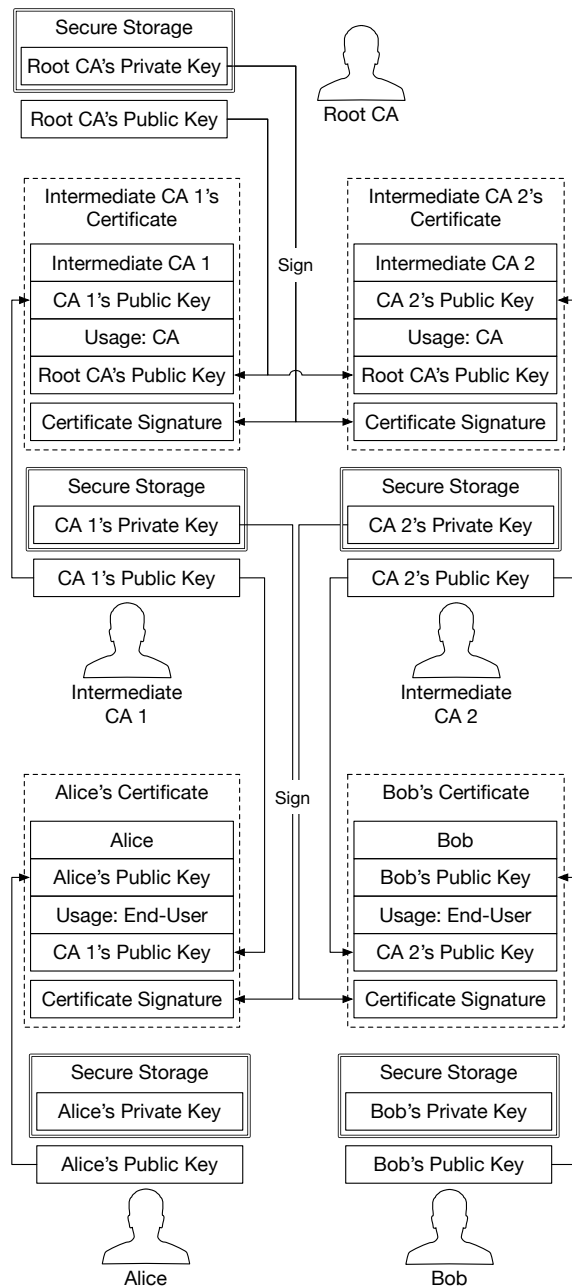 Secure Storage
Root CA's Private Key
Root CA's Public Key
Root CA
Intermediate CA 1's
Certificate
Intermediate CA 1
CA 1's Public Key
Usage: CA
Root CA's Public Key
Certificate Signature
Sign
Intermediate CA 2's
Certificate
Intermediate CA 2
CA 2's Public Key
Usage: CA
Root CA's Public Key
Certificate Signature
Secure Storage
CA 1's Private Key
CA 1's Public Key
Intermediate
CA 1
Secure Storage
CA 2's Private Key
CA 2's Public Key
Intermediate
CA 2
Alice's Certificate
Alice
Alice's Public Key
Usage: End-User
CA 1's Public Key
Certificate Signature
Sign
Bob's Certificate
Bob
Bob's Public Key
Usage: End-User
CA 2's Public Key
Certificate Signature
Secure Storage
Alice's Private Key
Alice's Public Key
Alice
Secure Storage
Bob's Private Key
Bob's Public Key
Bob